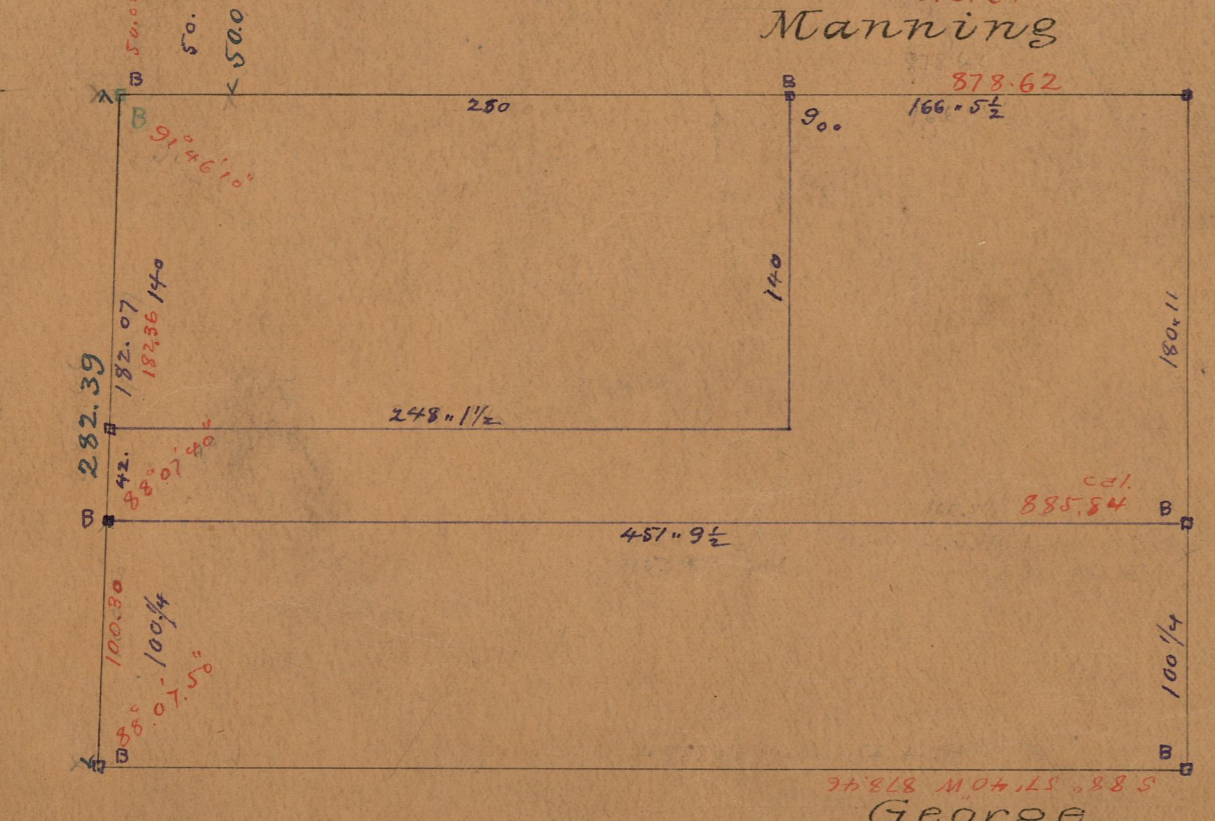 50.
50.0
Manning
B
B
878.62
280
166 " 5 1/2
B
90°
91° 46' 10"
140
140
182.07
182.36
180.11
282.39
248 " 1 1/2
42.
88° 07' 40"
cal.
885.84
B
B
451 " 9 1/2
100.30
100.1/4
100 1/4
88° 07' 50"
B
B
S 88° 57' 40 W 878.46
George